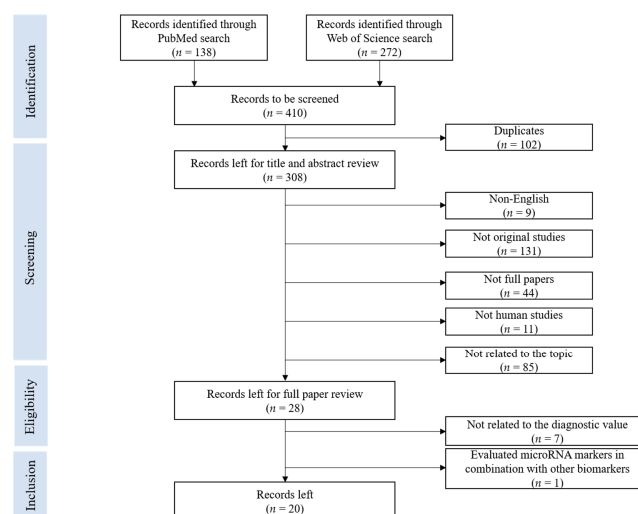 Identification
Records identified through
PubMed search
(n = 138)
Records identified through
Web of Science search
(n = 272)
Records to be screened
(n = 410)
Duplicates
(n = 102)
Screening
Records left for title and abstract review
(n = 308)
Non-English
(n = 9)
Not original studies
(n = 131)
Not full papers
(n = 44)
Not human studies
(n = 11)
Not related to the topic
(n = 85)
Eligibility
Records left for full paper review
(n = 28)
Not related to the diagnostic value
(n = 7)
Inclusion
Evaluated microRNA markers in
combination with other biomarkers
(n = 1)
Records left
(n = 20)